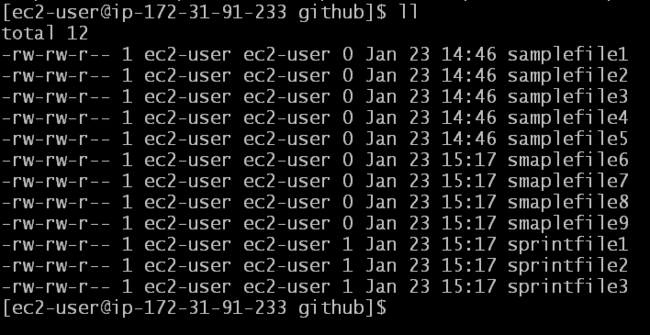 [ec2-user@ip-172-31-91-233 github]$ ll
total 12
-rw-rw-r-- 1 ec2-user ec2-user 0 Jan 23 14:46 samplefile1
-rw-rw-r-- 1 ec2-user ec2-user 0 Jan 23 14:46 samplefile2
-rw-rw-r-- 1 ec2-user ec2-user 0 Jan 23 14:46 samplefile3
-rw-rw-r-- 1 ec2-user ec2-user 0 Jan 23 14:46 samplefile4
-rw-rw-r-- 1 ec2-user ec2-user 0 Jan 23 14:46 samplefile5
-rw-rw-r-- 1 ec2-user ec2-user 0 Jan 23 15:17 smaplefile6
-rw-rw-r-- 1 ec2-user ec2-user 0 Jan 23 15:17 smaplefile7
-rw-rw-r-- 1 ec2-user ec2-user 0 Jan 23 15:17 smaplefile8
-rw-rw-r-- 1 ec2-user ec2-user 0 Jan 23 15:17 smaplefile9
-rw-rw-r-- 1 ec2-user ec2-user 1 Jan 23 15:17 sprintfile1
-rw-rw-r-- 1 ec2-user ec2-user 1 Jan 23 15:17 sprintfile2
-rw-rw-r-- 1 ec2-user ec2-user 1 Jan 23 15:17 sprintfile3
[ec2-user@ip-172-31-91-233 github]$